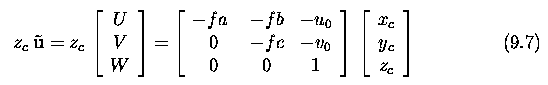 z_c ũ = z_c [ U V W ]ᵀ = [ −fa −fb −u_0 ; 0 −fc −v_0 ; 0 0 1 ] [ x_c y_c z_c ]ᵀ (9.7)